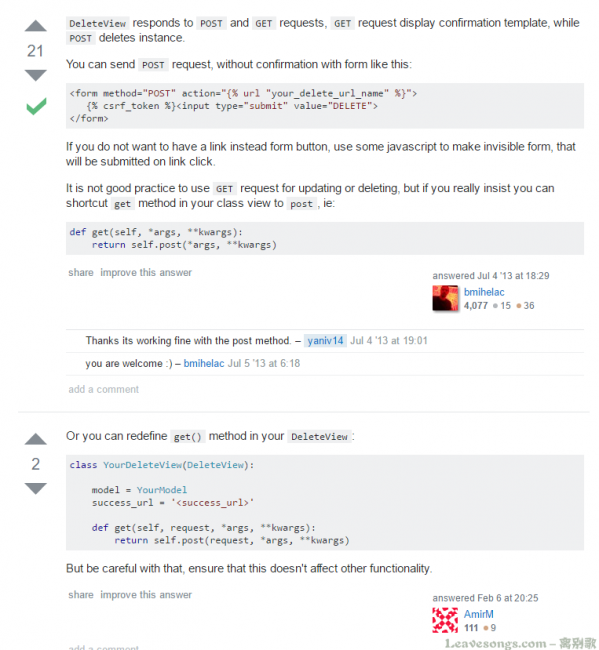 DeleteView responds to POST and GET requests, GET request display confirmation template, while
POST deletes instance.
21
You can send POST request, without confirmation with form like this:
<form method="POST" action="{% url "your_delete_url_name" %}">
{% csrf_token %}<input type="submit" value="DELETE">
</form>
If you do not want to have a link instead form button, use some javascript to make invisible form, that
will be submitted on link click.
It is not good practice to use GET request for updating or deleting, but if you really insist you can
shortcut get method in your class view to post, ie:
def get(self, *args, **kwargs):
return self.post(*args, **kwargs)
share improve this answer
answered Jul 4 '13 at 18:29
bmihelac
4,077 15 36
Thanks its working fine with the post method. – yaniv14 Jul 4 '13 at 19:01
you are welcome :) – bmihelac Jul 5 '13 at 6:18
add a comment
Or you can redefine get() method in your DeleteView:
2
class YourDeleteView(DeleteView):
model = YourModel
success_url = '<success_url>'
def get(self, request, *args, **kwargs):
return self.post(request, *args, **kwargs)
But be careful with that, ensure that this doesn't affect other functionality.
share improve this answer
answered Feb 6 at 20:25
AmirM
111 9
add a comment
Leavesongs.com – 离别歌